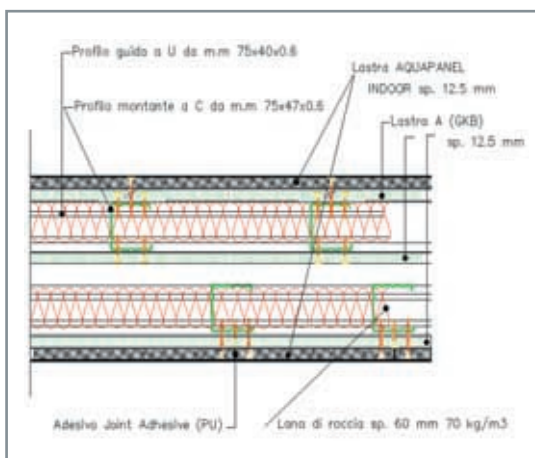 Profilo guida a U da m.m 75x40x0.6
Lastra AQUAPANEL
INDOOR sp. 12.5 mm
Profilo montante a C da m.m 75x47x0.6
Lastra A (GKB)
sp. 12.5 mm
Adesivo Joint Adhesive (PU)
Lana di roccia sp. 60 mm 70 kg/m3